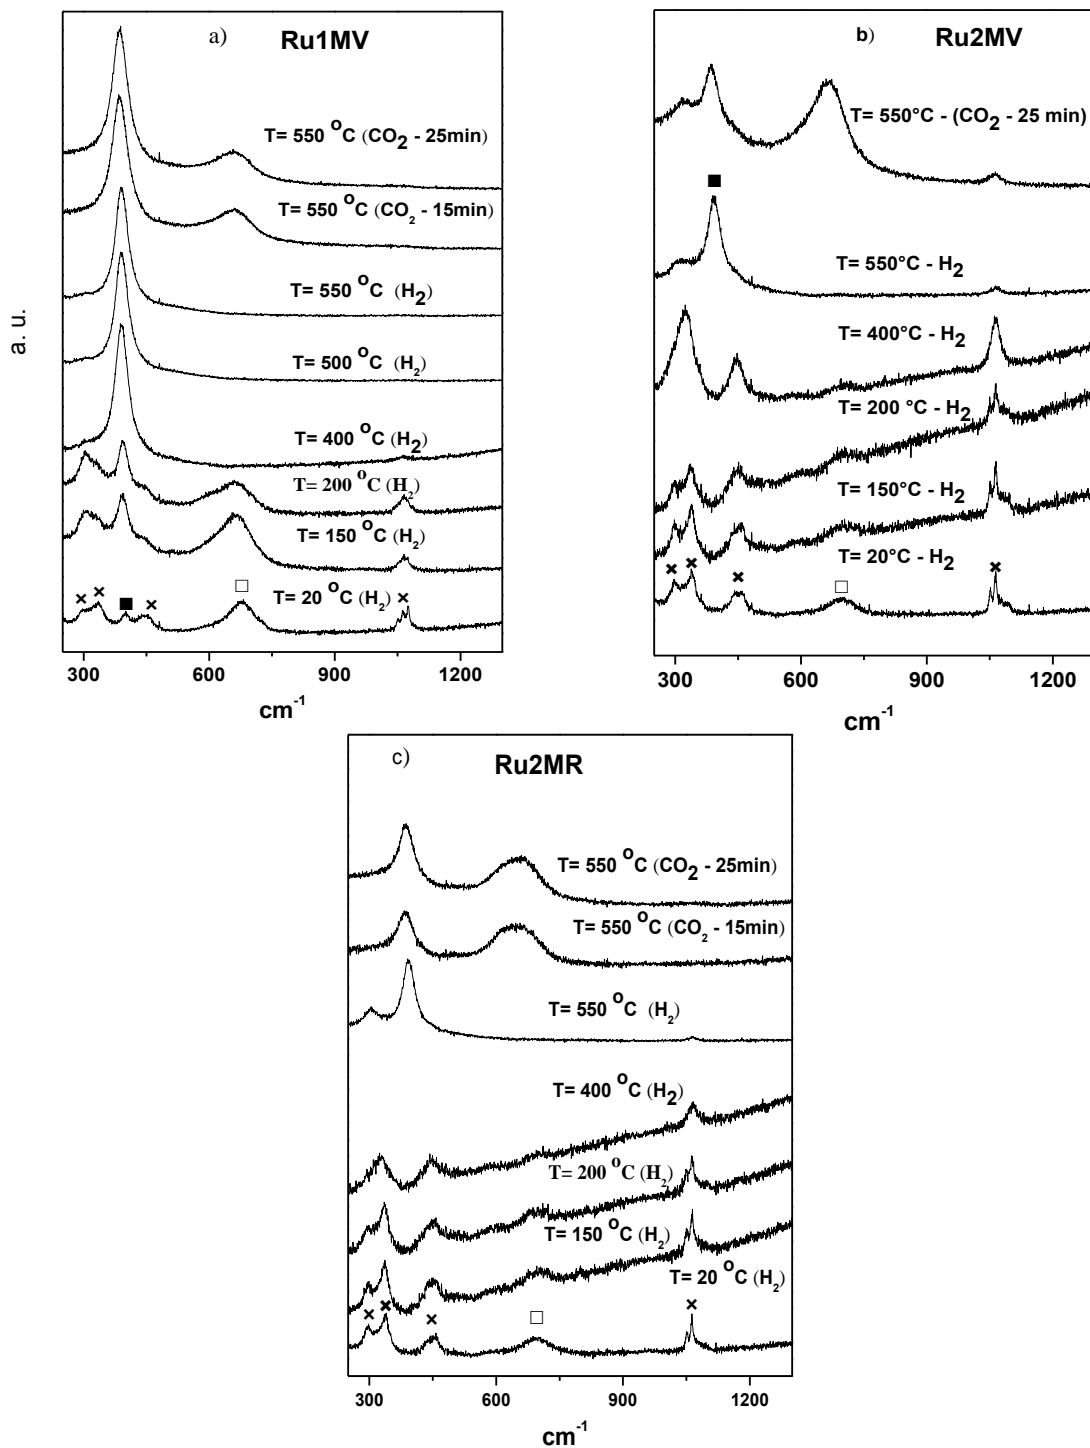 a)
Ru1MV
T= 550 °C (CO₂ - 25min)
T= 550 °C (CO₂ - 15min)
T= 550 °C (H₂)
a. u.
T= 500 °C (H₂)
T= 400 °C (H₂)
T= 200 °C (H₂)
T= 150 °C (H₂)
T= 20 °C (H₂)
300 600 900 1200
cm⁻¹
b)
Ru2MV
T= 550°C - (CO₂ - 25 min)
T= 550°C - H₂
T= 400°C - H₂
T= 200 °C - H₂
T= 150°C - H₂
T= 20°C - H₂
300 600 900 1200
cm⁻¹
c)
Ru2MR
T= 550 °C (CO₂ - 25min)
T= 550 °C (CO₂ - 15min)
T= 550 °C (H₂)
T= 400 °C (H₂)
T= 200 °C (H₂)
T= 150 °C (H₂)
T= 20 °C (H₂)
300 600 900 1200
cm⁻¹